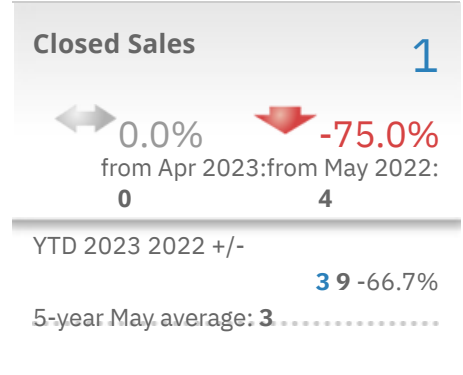 Closed Sales
1
0.0% -75.0%
from Apr 2023:from May 2022:
0 4
YTD 2023 2022 +/-
3 9 -66.7%
5-year May average: 3